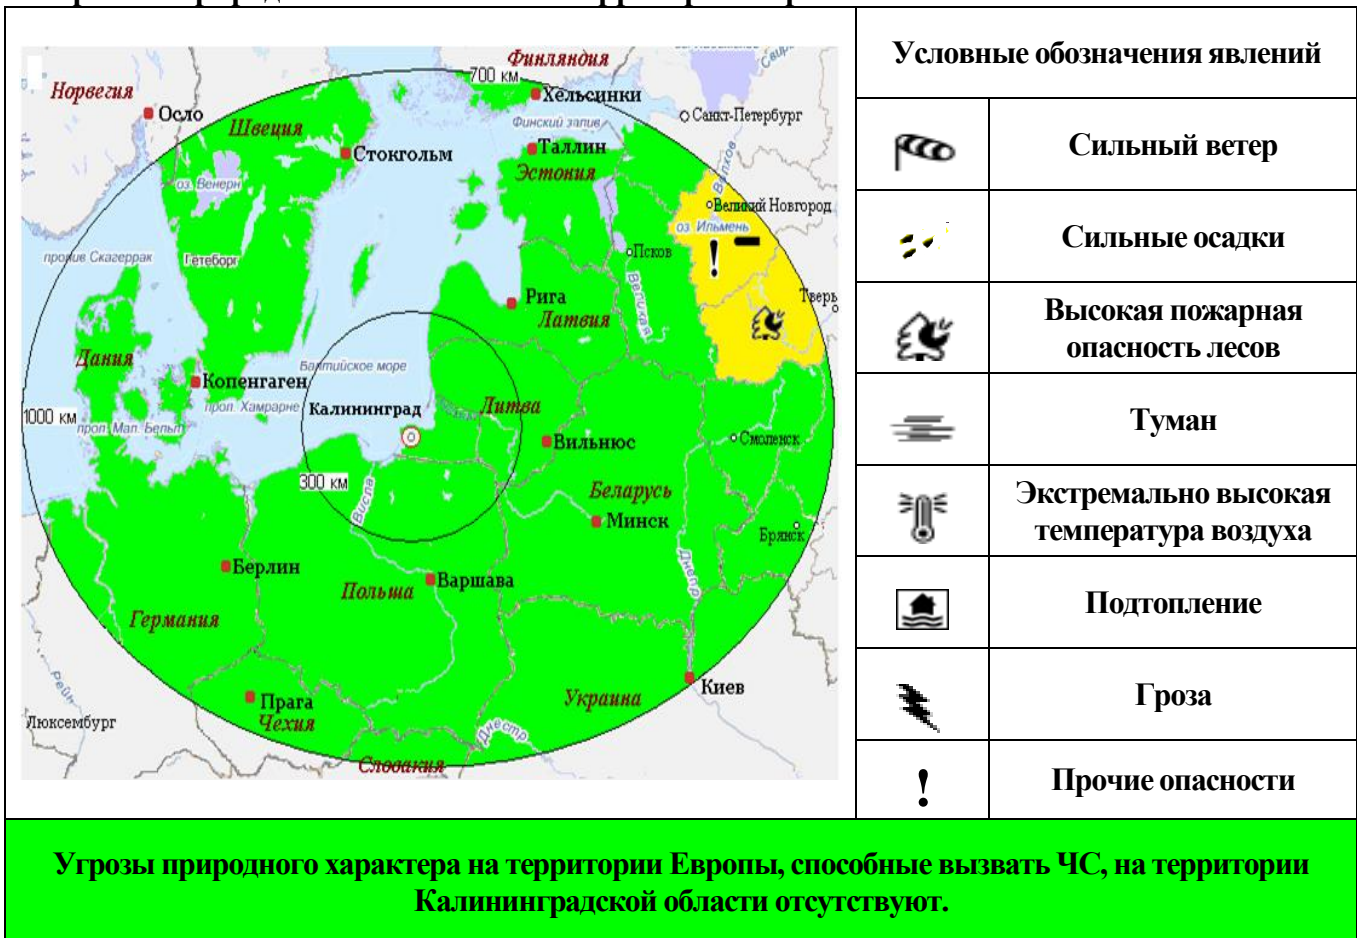 Условные обозначения явлений
Сильный ветер
Сильные осадки
Высокая пожарная
опасность лесов
Туман
Экстремально высокая
температура воздуха
Подтопление
Гроза
!
Прочие опасности
Финляндия
700 км
Норвегия
Осло
Хельсинки
Швеция
Санкт-Петербург
Финский залив
Стокгольм
Таллин
Эстония
Волхов
оз. Венерн
Великий Новгород
оз. Ильмень
!
Псков
пролив Скагеррак
Гетеборг
Великая
Рига
Тверь
Латвия
Дания
Балтийское море
Копенгаген
прол. Хамрарне
Калининград
Литва
1000 км
прол. Мал. Бельт
Вильнюс
Смоленск
300 км
Висла
Беларусь
Минск
Брянск
Берлин
Польша
Варшава
Днепр
Германия
Рейн
Прага
Чехия
Украина
Киев
Люксембург
Днестр
Словакия
Угрозы природного характера на территории Европы, способные вызвать ЧС, на территории
Калининградской области отсутствуют.